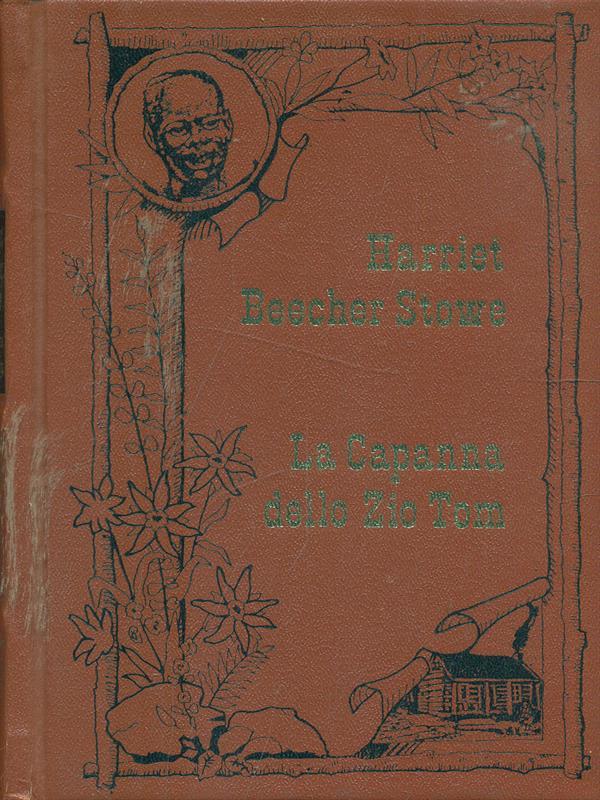 Harriet
Beecher Stowe
La Capanna
dello Zio Tom